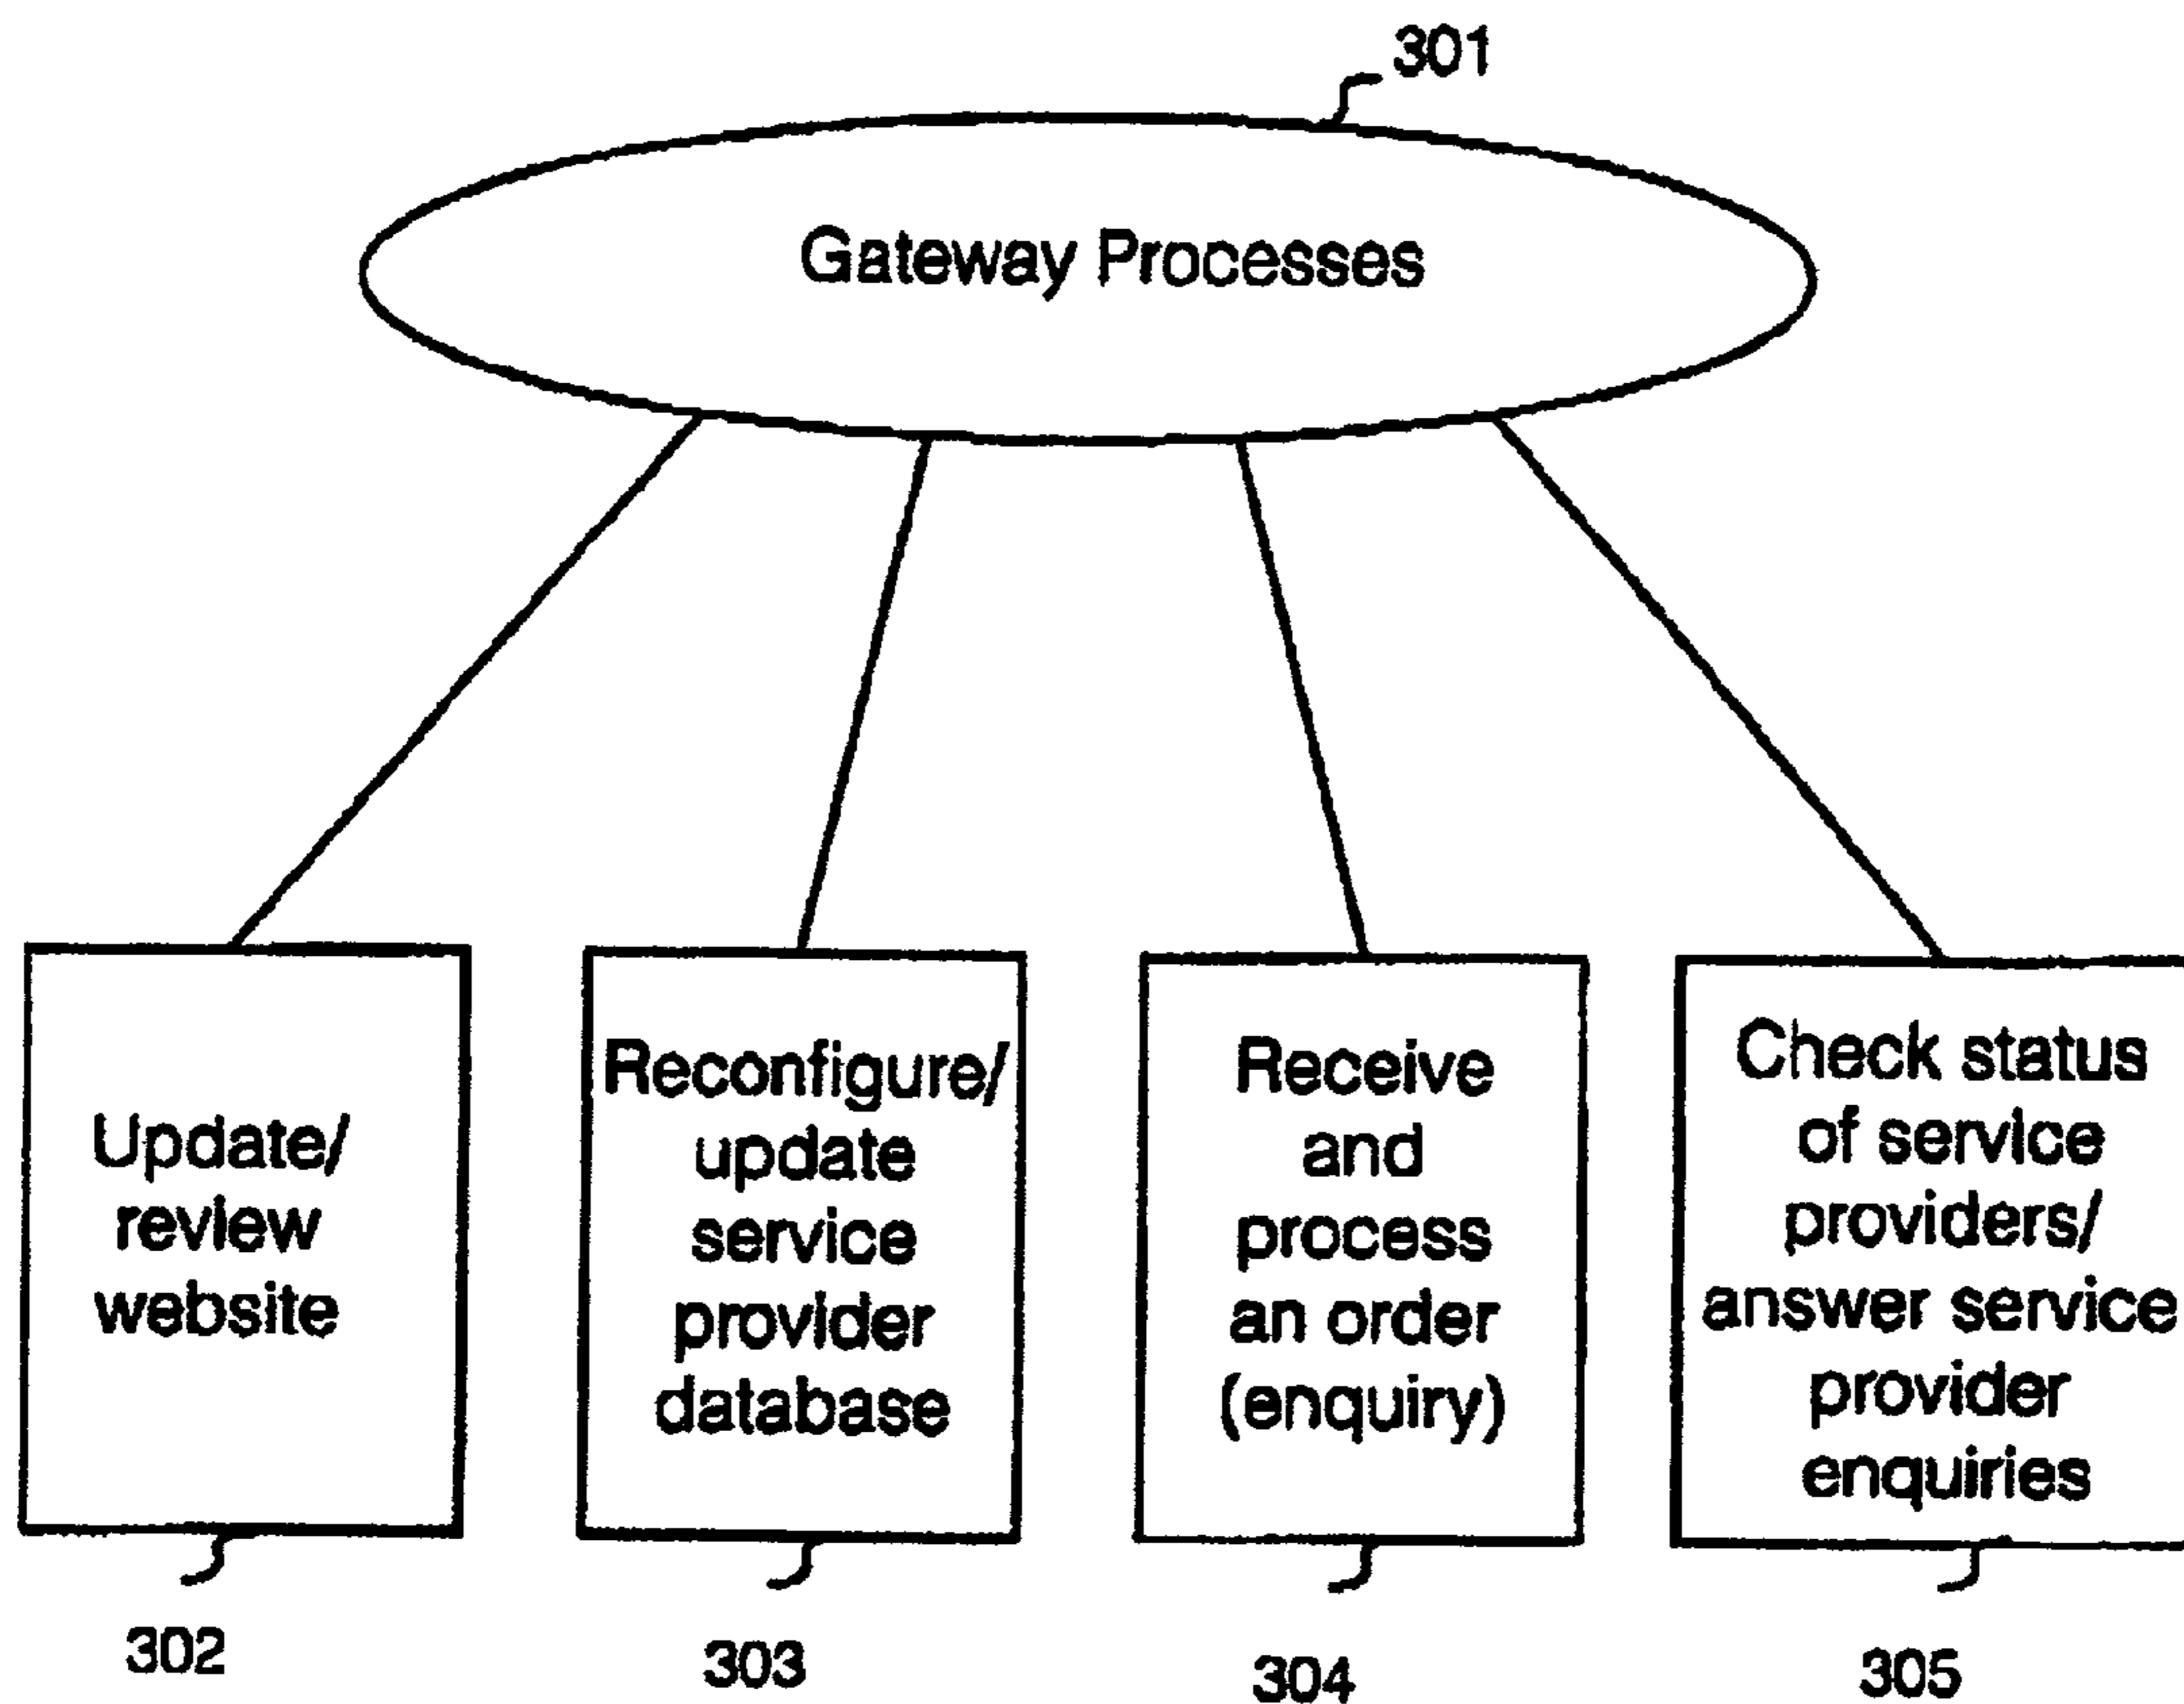 301
Gateway Processes
Update/
review
website
302
Reconfigure/
update
service
provider
database
303
Receive
and
process
an order
(enquiry)
304
Check status
of service
providers/
answer service
provider
enquiries
305